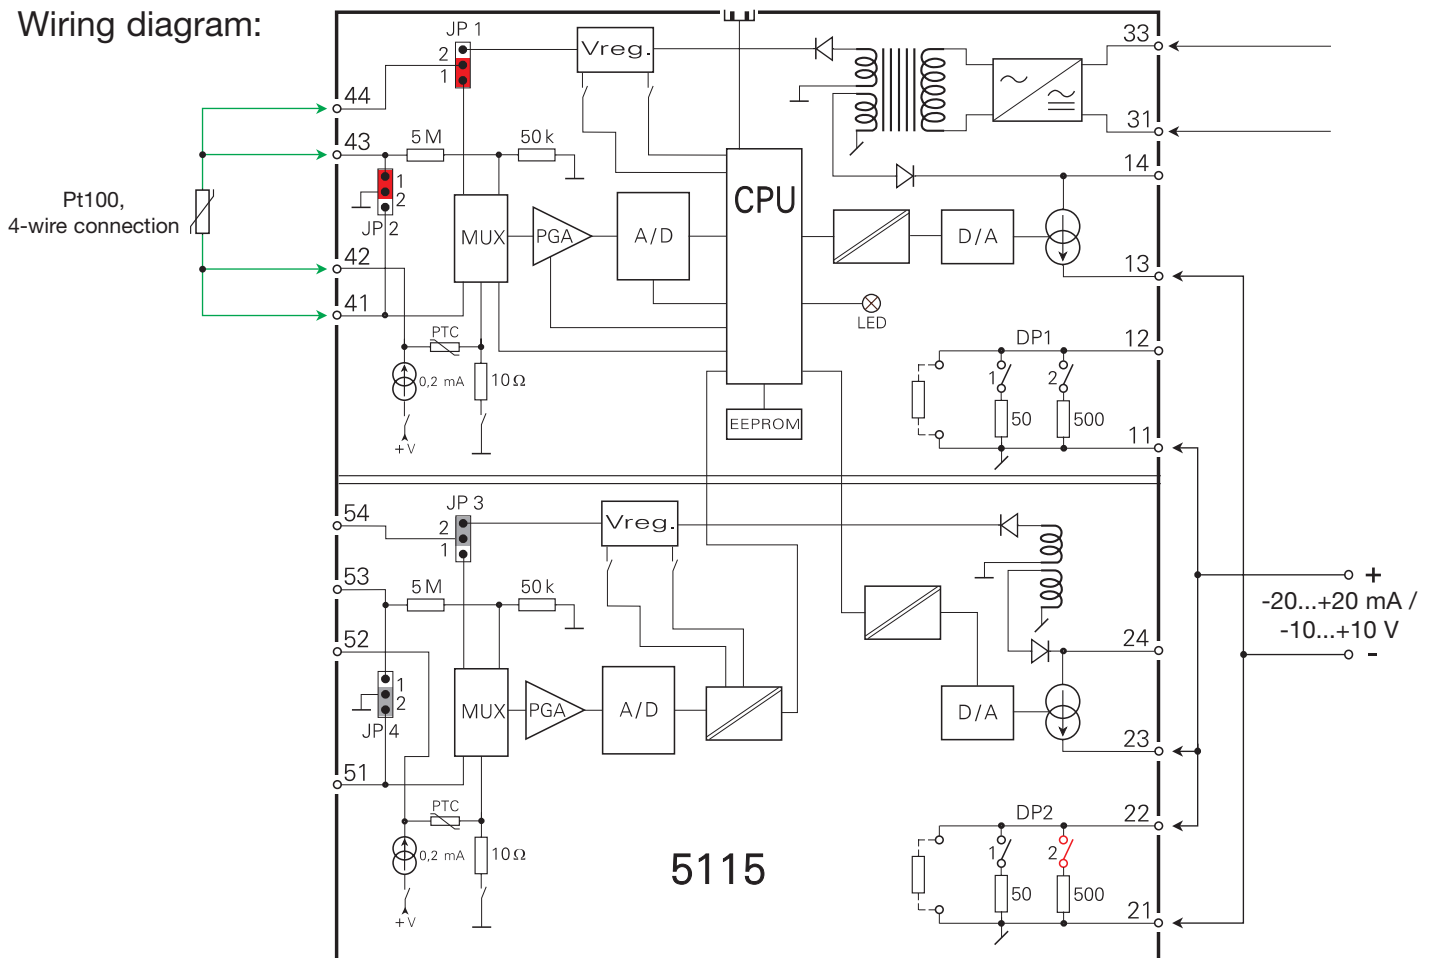 Wiring diagram:
JP 1
2
1
Vreg.
33
31
44
43
5 M
50 k
14
1
2
JP 2
Pt100,
4-wire connection
MUX
PGA
A/D
CPU
D/A
42
13
41
LED
PTC
0,2 mA
10 Ω
+V
EEPROM
DP1
12
1
2
50
500
11
54
JP 3
2
1
Vreg.
53
5 M
50 k
52
1
2
JP 4
MUX
PGA
A/D
D/A
24
+
-20...+20 mA /
-10...+10 V
-
23
51
PTC
0,2 mA
10 Ω
+V
5115
DP2
22
1
2
50
500
21